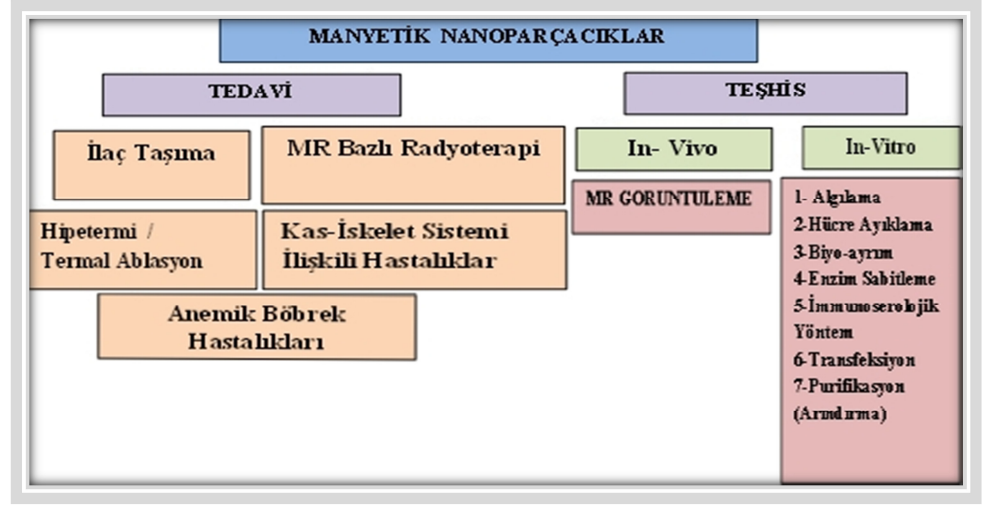 MANYETİK NANOPARÇACIKLAR
TEDAVİ
TEŞHİS
İlaç Taşıma
MR Bazlı Radyoterapi
Hipetermi /
Termal Ablasyon
Kas-İskelet Sistemi
İlişkili Hastalıklar
Anemik Böbrek
Hastalıkları
In- Vivo
In-Vitro
MR GORUNTULEME
1- Algılama
2-Hücre Ayıklama
3-Biyo-ayrım
4-Enzim Sabitleme
5-İmmunoserolojik
Yöntem
6-Transfeksiyon
7-Purifikasyon
(Arındırma)